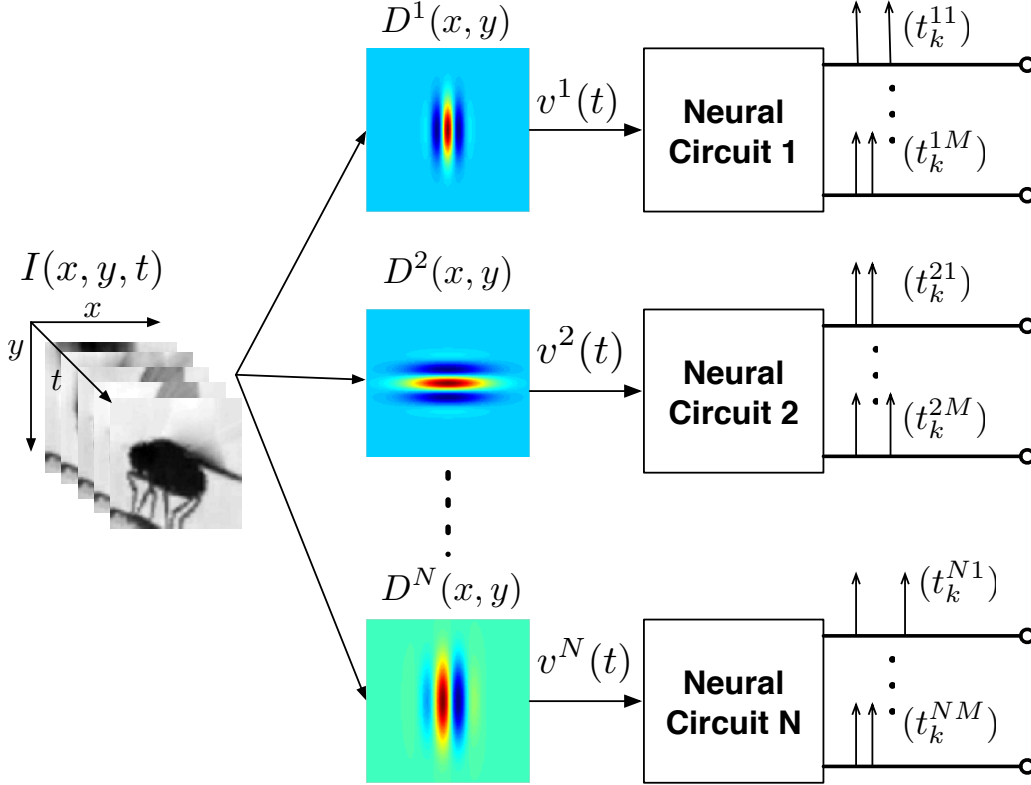 D^1(x, y)
v^1(t)
Neural
Circuit 1
(t_k^{11})
(t_k^{1M})
I(x, y, t)
x
y
t
D^2(x, y)
v^2(t)
Neural
Circuit 2
(t_k^{21})
(t_k^{2M})
D^N(x, y)
v^N(t)
Neural
Circuit N
(t_k^{N1})
(t_k^{NM})